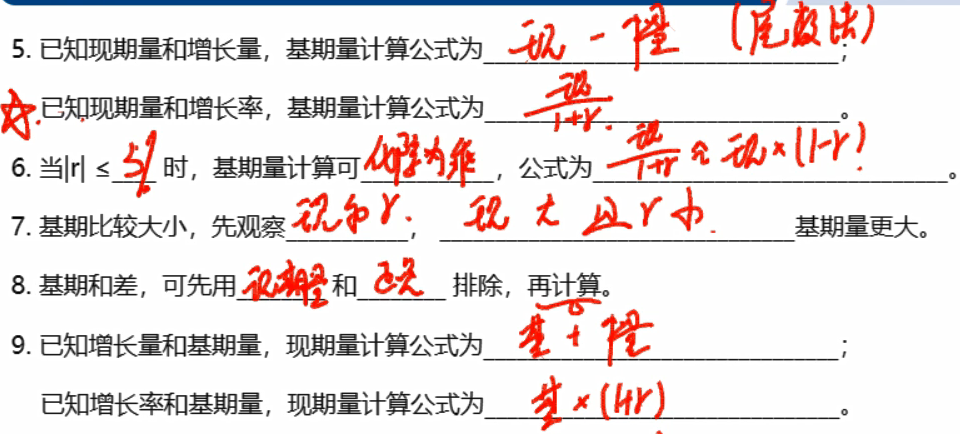 5. 已知现期量和增长量，基期量计算公式为 现 - 增量 (尾数法) ；
已知现期量和增长率，基期量计算公式为 现/(1+r) 。
6. 当|r| ≤ 5% 时，基期量计算可 化除为乘 ，公式为 现/(1+r) ≈ 现×(1-r) 。
7. 基期比较大小，先观察 现和r ， 现大且r小 基期量更大。
8. 基期和差，可先用 现期量 和 排除，再计算。
9. 已知增长量和基期量，现期量计算公式为 基 + 增量 ；
已知增长率和基期量，现期量计算公式为 基×(1+r) 。